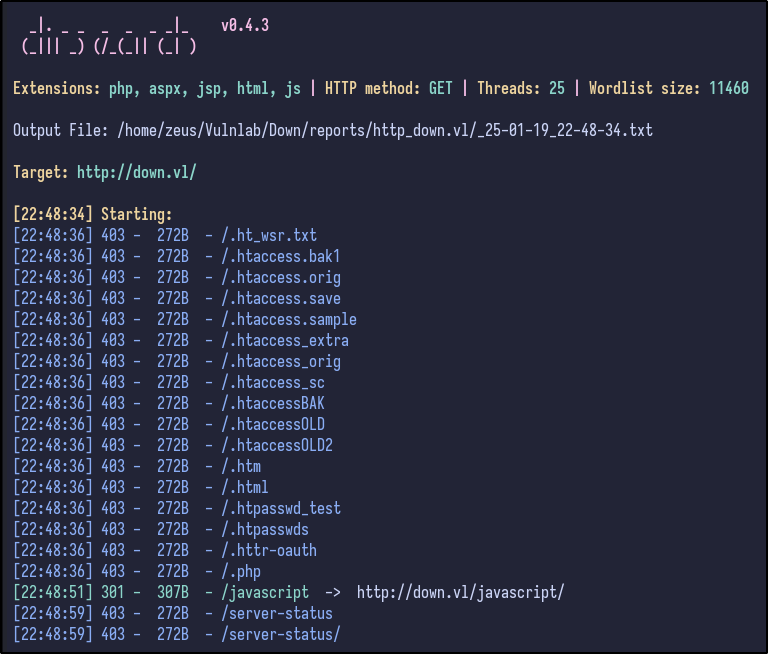 _|. _ _  _  _  _ _|_    v0.4.3
(_||| _) (/_(_|| (_| )
Extensions: php, aspx, jsp, html, js | HTTP method: GET | Threads: 25 | Wordlist size: 11460
Output File: /home/zeus/Vulnlab/Down/reports/http_down.vl/_25-01-19_22-48-34.txt
Target: http://down.vl/
[22:48:34] Starting:
[22:48:36] 403 -  272B  - /.ht_wsr.txt
[22:48:36] 403 -  272B  - /.htaccess.bak1
[22:48:36] 403 -  272B  - /.htaccess.orig
[22:48:36] 403 -  272B  - /.htaccess.save
[22:48:36] 403 -  272B  - /.htaccess.sample
[22:48:36] 403 -  272B  - /.htaccess_extra
[22:48:36] 403 -  272B  - /.htaccess_orig
[22:48:36] 403 -  272B  - /.htaccess_sc
[22:48:36] 403 -  272B  - /.htaccessBAK
[22:48:36] 403 -  272B  - /.htaccessOLD
[22:48:36] 403 -  272B  - /.htaccessOLD2
[22:48:36] 403 -  272B  - /.htm
[22:48:36] 403 -  272B  - /.html
[22:48:36] 403 -  272B  - /.htpasswd_test
[22:48:36] 403 -  272B  - /.htpasswds
[22:48:36] 403 -  272B  - /.httr-oauth
[22:48:36] 403 -  272B  - /.php
[22:48:51] 301 -  307B  - /javascript  ->  http://down.vl/javascript/
[22:48:59] 403 -  272B  - /server-status
[22:48:59] 403 -  272B  - /server-status/